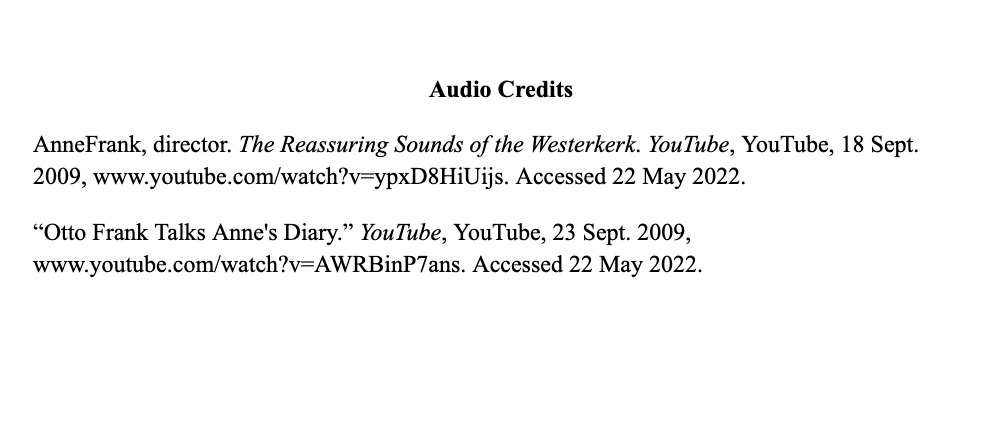 Audio Credits
AnneFrank, director. The Reassuring Sounds of the Westerkerk. YouTube, YouTube, 18 Sept.
2009, www.youtube.com/watch?v=ypxD8HiUijs. Accessed 22 May 2022.
“Otto Frank Talks Anne's Diary.” YouTube, YouTube, 23 Sept. 2009,
www.youtube.com/watch?v=AWRBinP7ans. Accessed 22 May 2022.